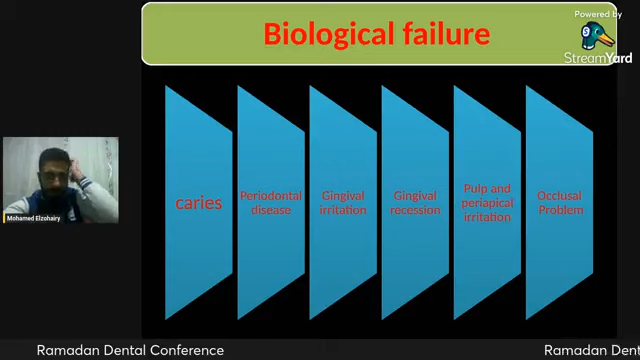 Biological failure
Powered by
StreamYard
caries
Periodontal
disease
Gingival
irritation
Gingival
recession
Pulp and
periapical
irritation
Occlusal
Problem
Mohamed Elzohairy
Ramadan Dental Conference
Ramadan Dent